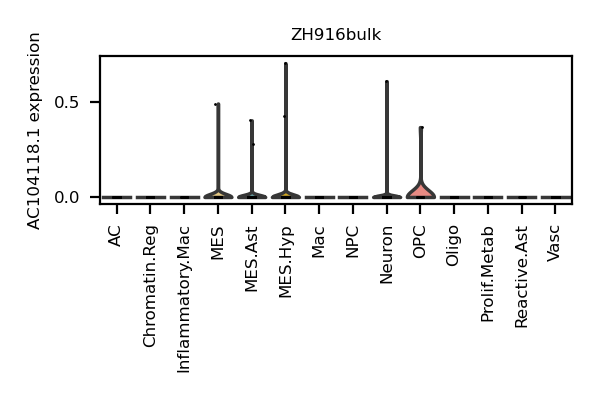 ZH916bulk
AC104118.1 expression
0.5
0.0
AC
Chromatin.Reg
Inflammatory.Mac
MES
MES.Ast
MES.Hyp
Mac
NPC
Neuron
OPC
Oligo
Prolif.Metab
Reactive.Ast
Vasc